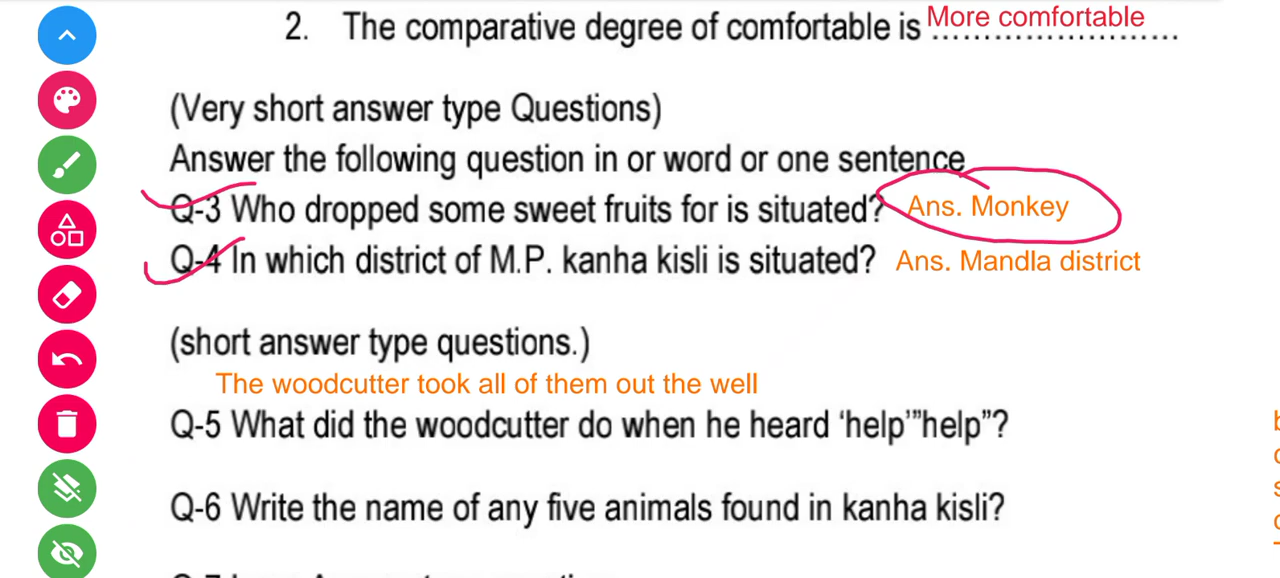 2. The comparative degree of comfortable is More comfortable ........................
(Very short answer type Questions)
Answer the following question in or word or one sentence
Q-3 Who dropped some sweet fruits for is situated? Ans. Monkey
Q-4 In which district of M.P. kanha kisli is situated? Ans. Mandla district
(short answer type questions.)
The woodcutter took all of them out the well
Q-5 What did the woodcutter do when he heard ‘help’”help”?
Q-6 Write the name of any five animals found in kanha kisli?